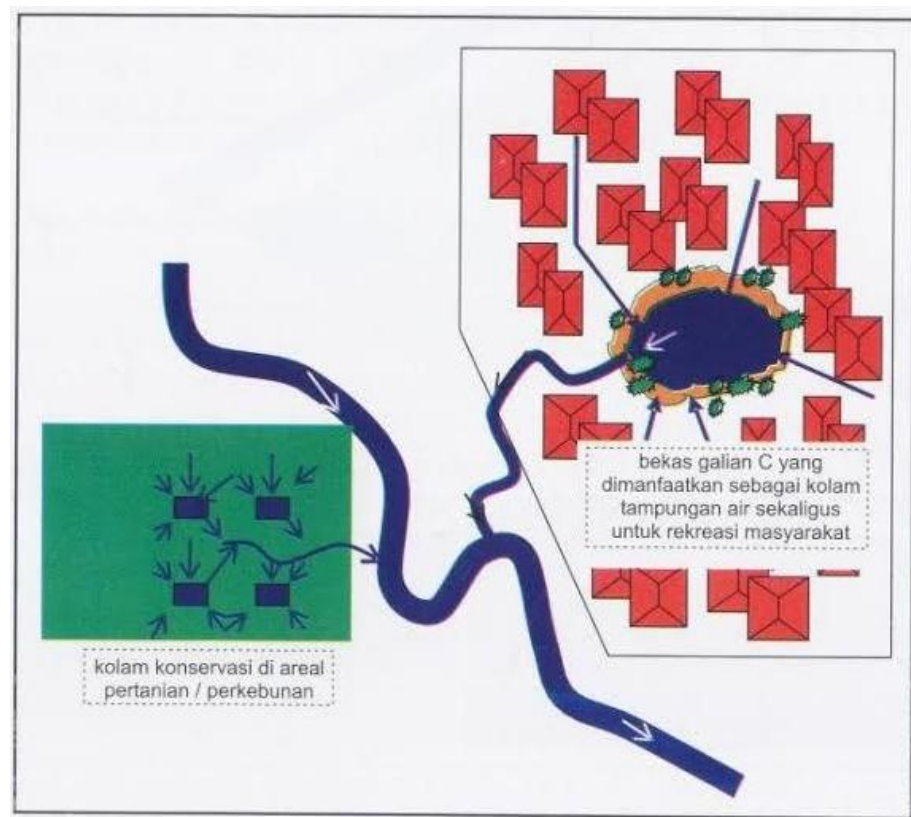 bekas galian C yang
dimanfaatkan sebagai kolam
tampungan air sekaligus
untuk rekreasi masyarakat
kolam konservasi di areal
pertanian / perkebunan